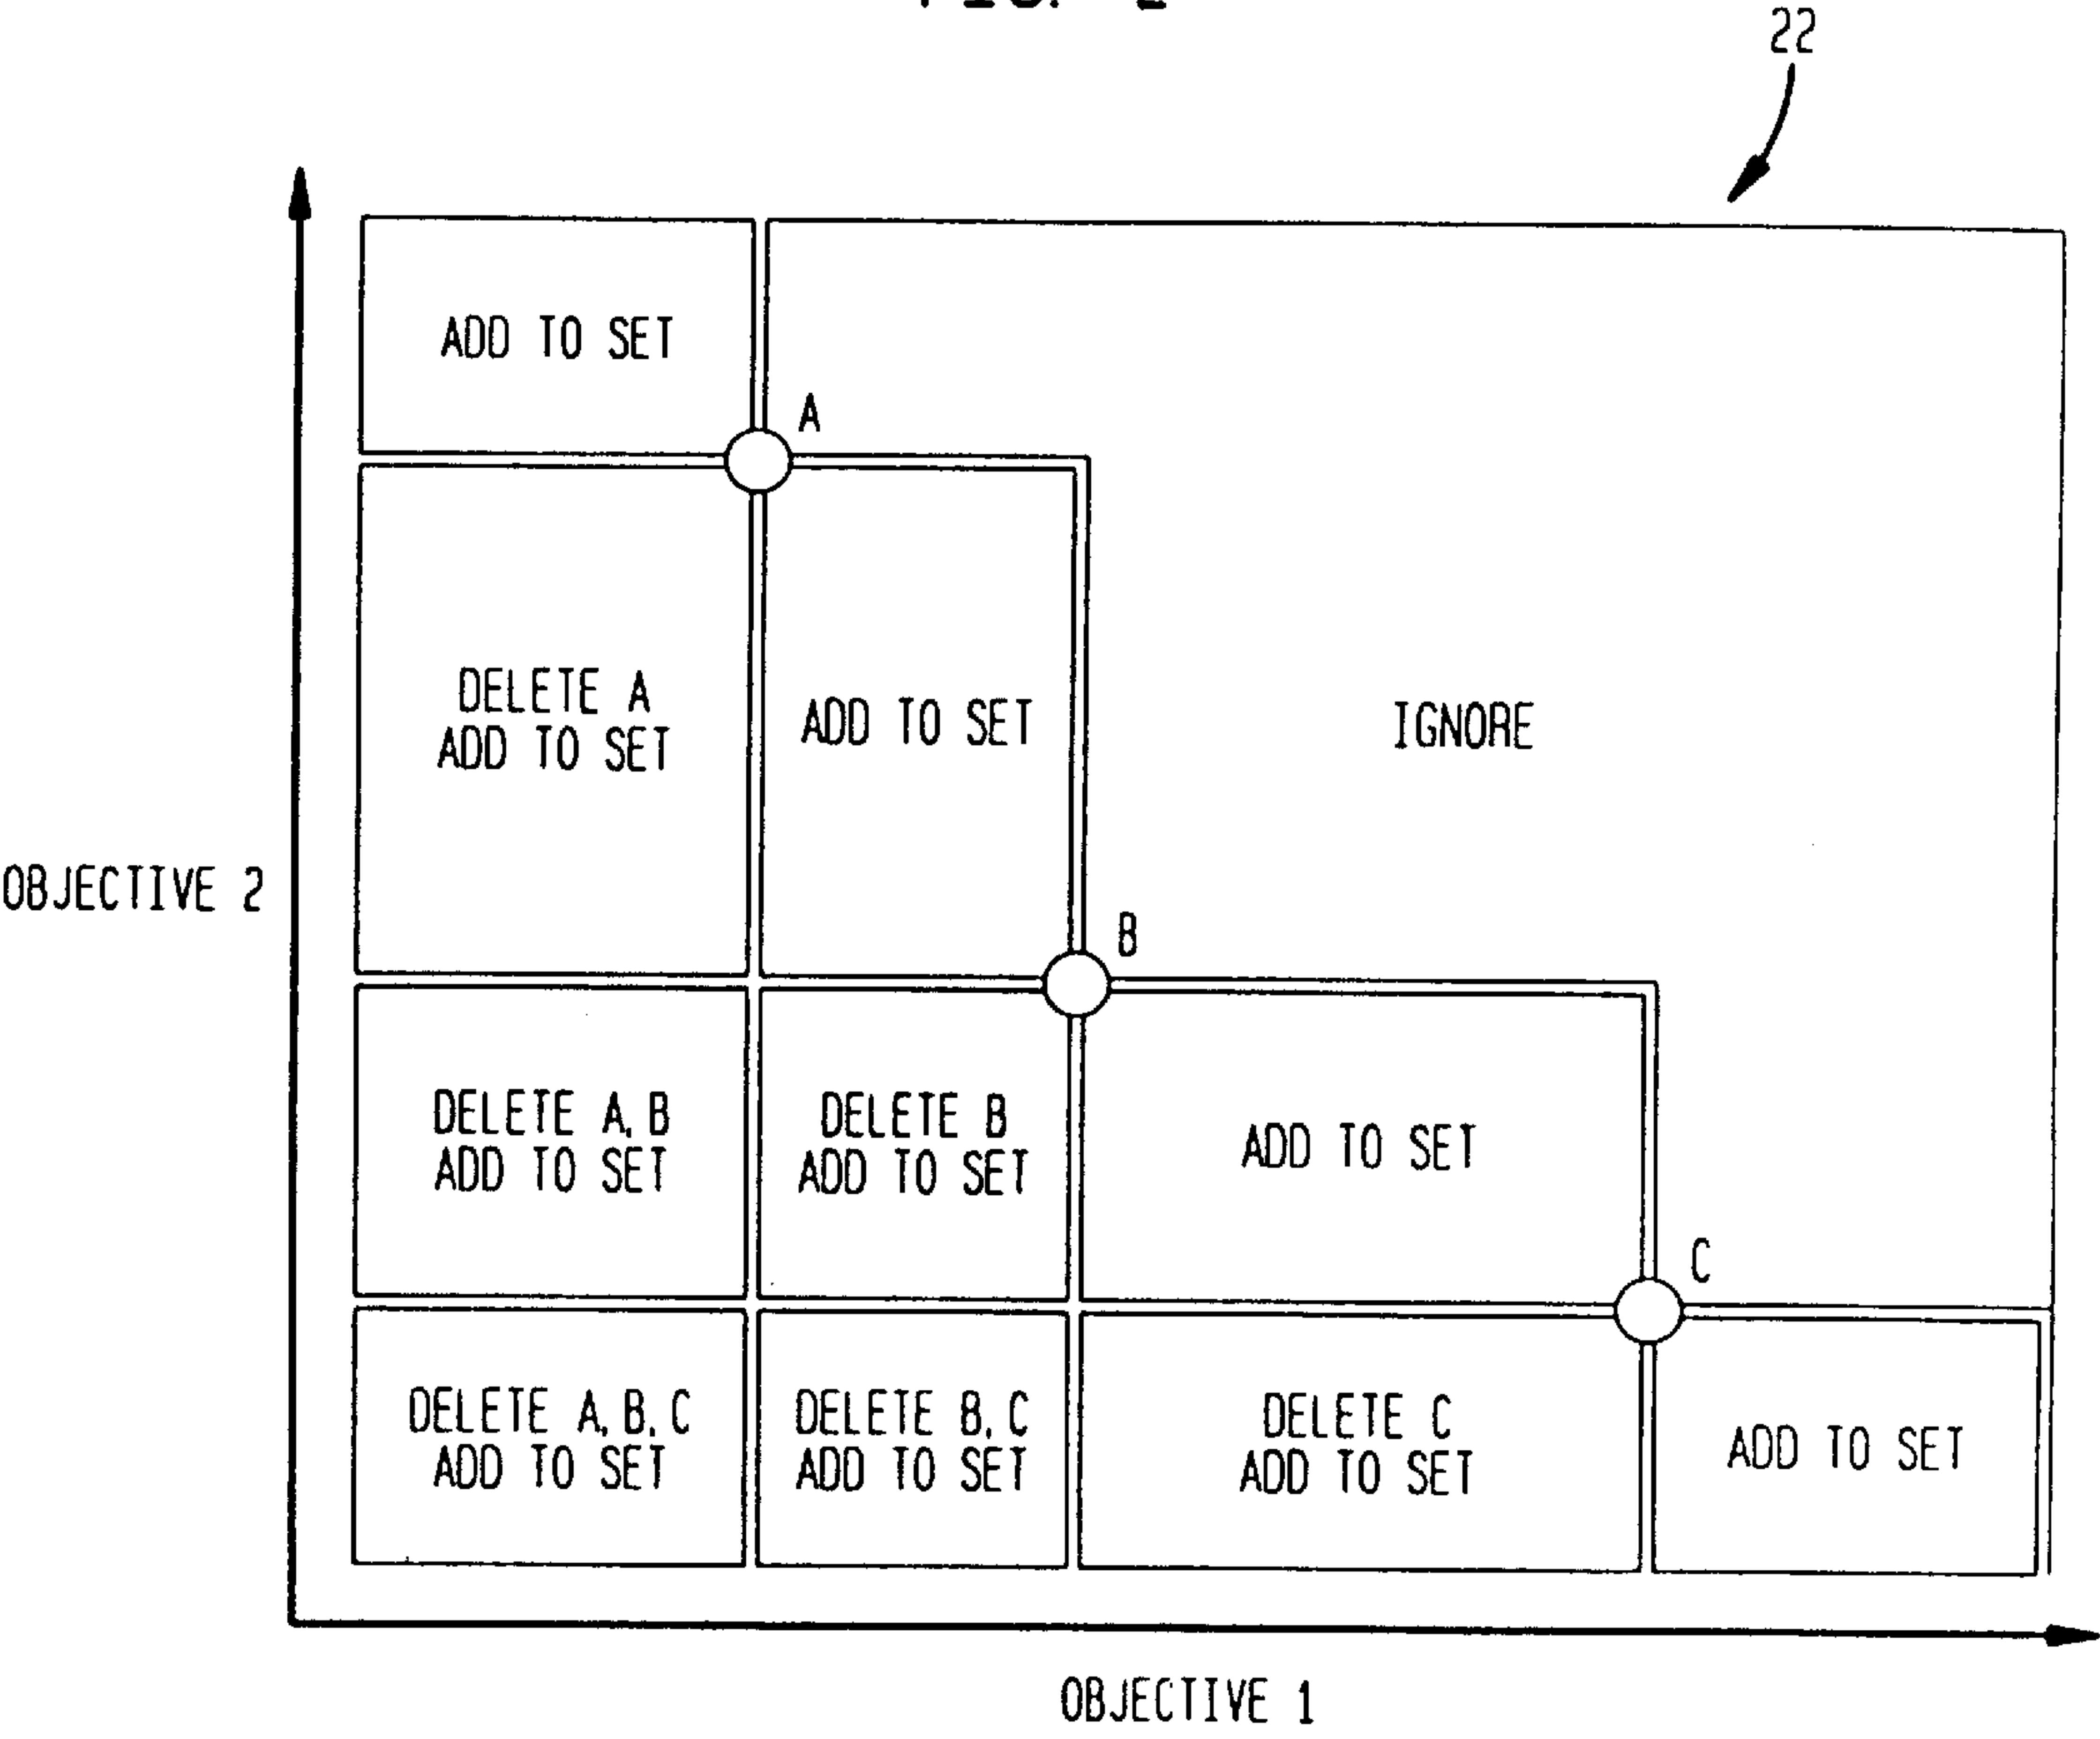 22
ADD TO SET
A
DELETE A
ADD TO SET
ADD TO SET
IGNORE
OBJECTIVE 2
B
DELETE A, B
ADD TO SET
DELETE B
ADD TO SET
ADD TO SET
C
DELETE A, B, C
ADD TO SET
DELETE B, C
ADD TO SET
DELETE C
ADD TO SET
ADD TO SET
OBJECTIVE 1